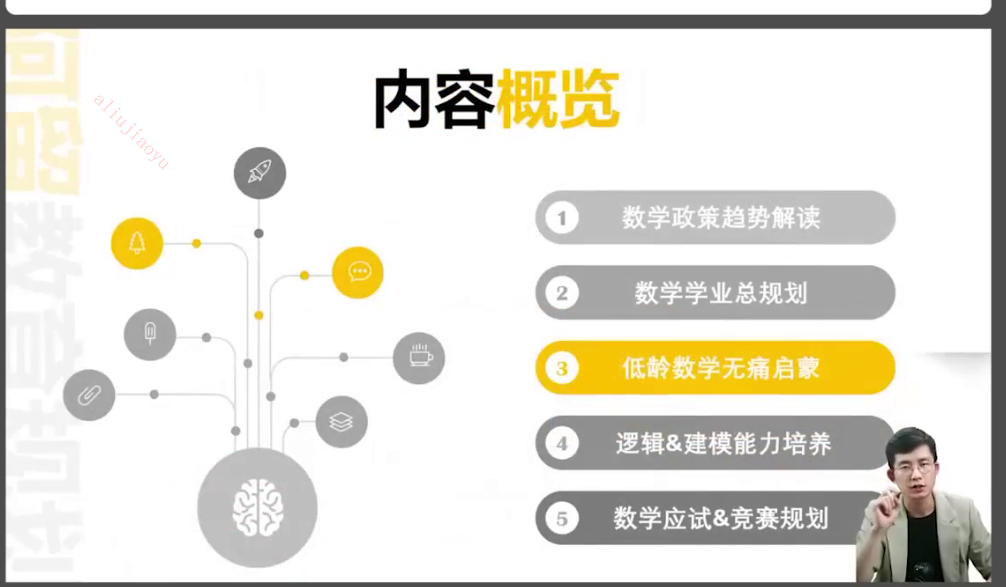 内容概览
aliujiaoyu
1 数学政策趋势解读
2 数学学业总规划
3 低龄数学无痛启蒙
4 逻辑&建模能力培养
5 数学应试&竞赛规划